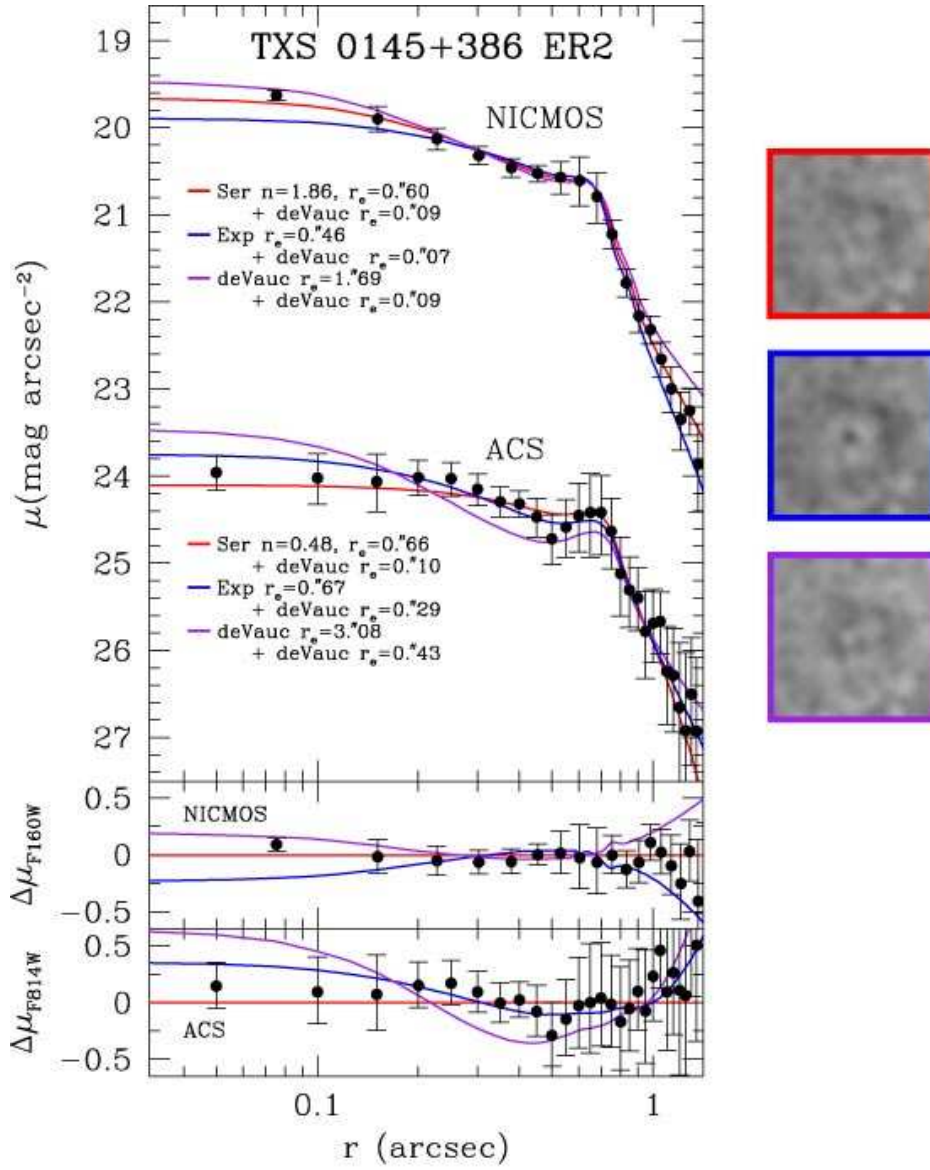 TXS 0145+386 ER2
19
20
21
22
23
24
25
26
27
μ(mag arcsec⁻²)
NICMOS
Ser n=1.86, rₑ=0."60
+ deVauc rₑ=0."09
Exp rₑ=0."46
+ deVauc rₑ=0."07
deVauc rₑ=1."69
+ deVauc rₑ=0."09
ACS
Ser n=0.48, rₑ=0."66
+ deVauc rₑ=0."10
Exp rₑ=0."67
+ deVauc rₑ=0."29
deVauc rₑ=3."08
+ deVauc rₑ=0."43
NICMOS
0.5
0
−0.5
Δμ_F160W
0.5
0
−0.5
Δμ_F814W
ACS
0.1
1
r (arcsec)